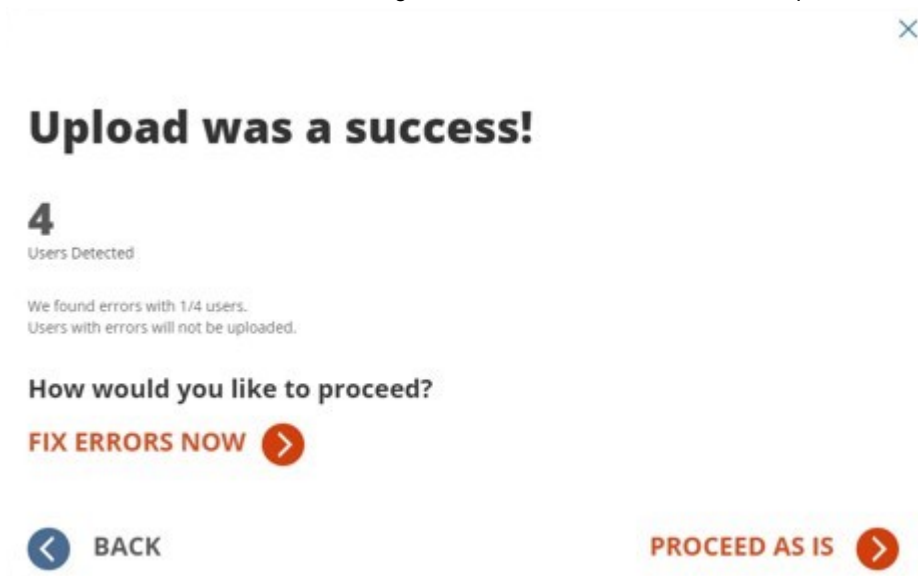 Upload was a success!
4
Users Detected
We found errors with 1/4 users.
Users with errors will not be uploaded.
How would you like to proceed?
FIX ERRORS NOW
BACK
PROCEED AS IS